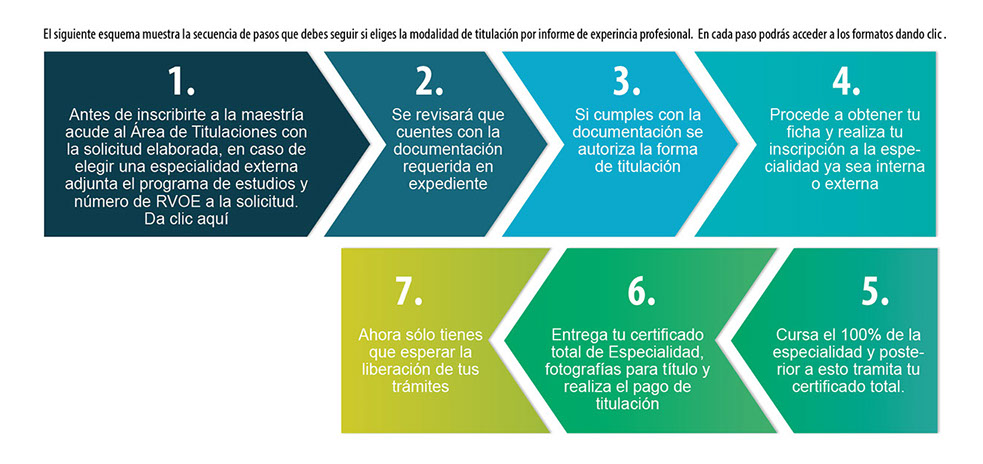 El siguiente esquema muestra la secuencia de pasos que debes seguir si eliges la modalidad de titulación por informe de experincia profesional. En cada paso podrás acceder a los formatos dando clic .
1.
Antes de inscribirte a la maestría
acude al Área de Titulaciones con
la solicitud elaborada, en caso de
elegir una especialidad externa
adjunta el programa de estudios y
número de RVOE a la solicitud.
Da clic aquí
2.
Se revisará que
cuentes con la
documentación
requerida en
expediente
3.
Si cumples con la
documentación se
autoriza la forma
de titulación
4.
Procede a obtener tu
ficha y realiza tu
inscripción a la espe-
cialidad ya sea interna
o externa
5.
Cursa el 100% de la
especialidad y poste-
rior a esto tramita tu
certificado total.
6.
Entrega tu certificado
total de Especialidad,
fotografías para título y
realiza el pago de
titulación
7.
Ahora sólo tienes
que esperar la
liberación de tus
trámites